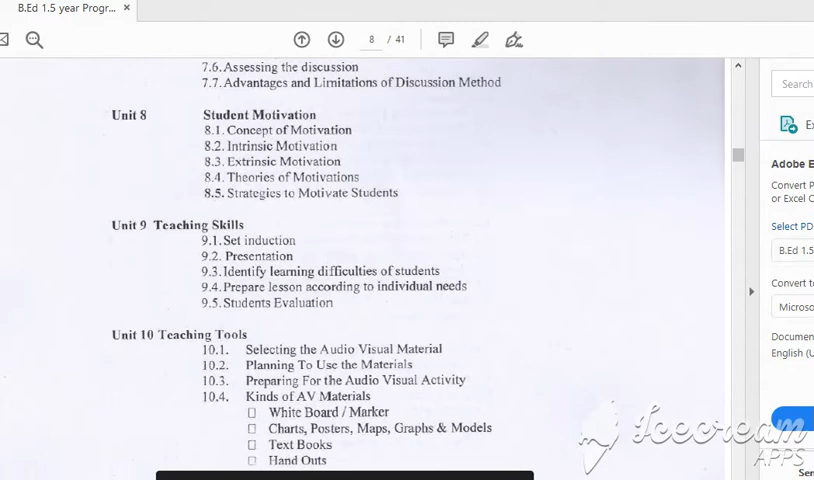 B.Ed 1.5 year Progr... ×
8 / 41
7.6. Assessing the discussion
7.7. Advantages and Limitations of Discussion Method
Unit 8 Student Motivation
8.1. Concept of Motivation
8.2. Intrinsic Motivation
8.3. Extrinsic Motivation
8.4. Theories of Motivations
8.5. Strategies to Motivate Students
Unit 9 Teaching Skills
9.1. Set induction
9.2. Presentation
9.3. Identify learning difficulties of students
9.4. Prepare lesson according to individual needs
9.5. Students Evaluation
Unit 10 Teaching Tools
10.1. Selecting the Audio Visual Material
10.2. Planning To Use the Materials
10.3. Preparing For the Audio Visual Activity
10.4. Kinds of AV Materials
White Board / Marker
Charts, Posters, Maps, Graphs & Models
Text Books
Hand Outs
Search
Ex
Adobe E
Convert P
or Excel C
Select PD
B.Ed 1.5
Convert to
Microso
Documen
English (U
Icecream
APPS
Sen